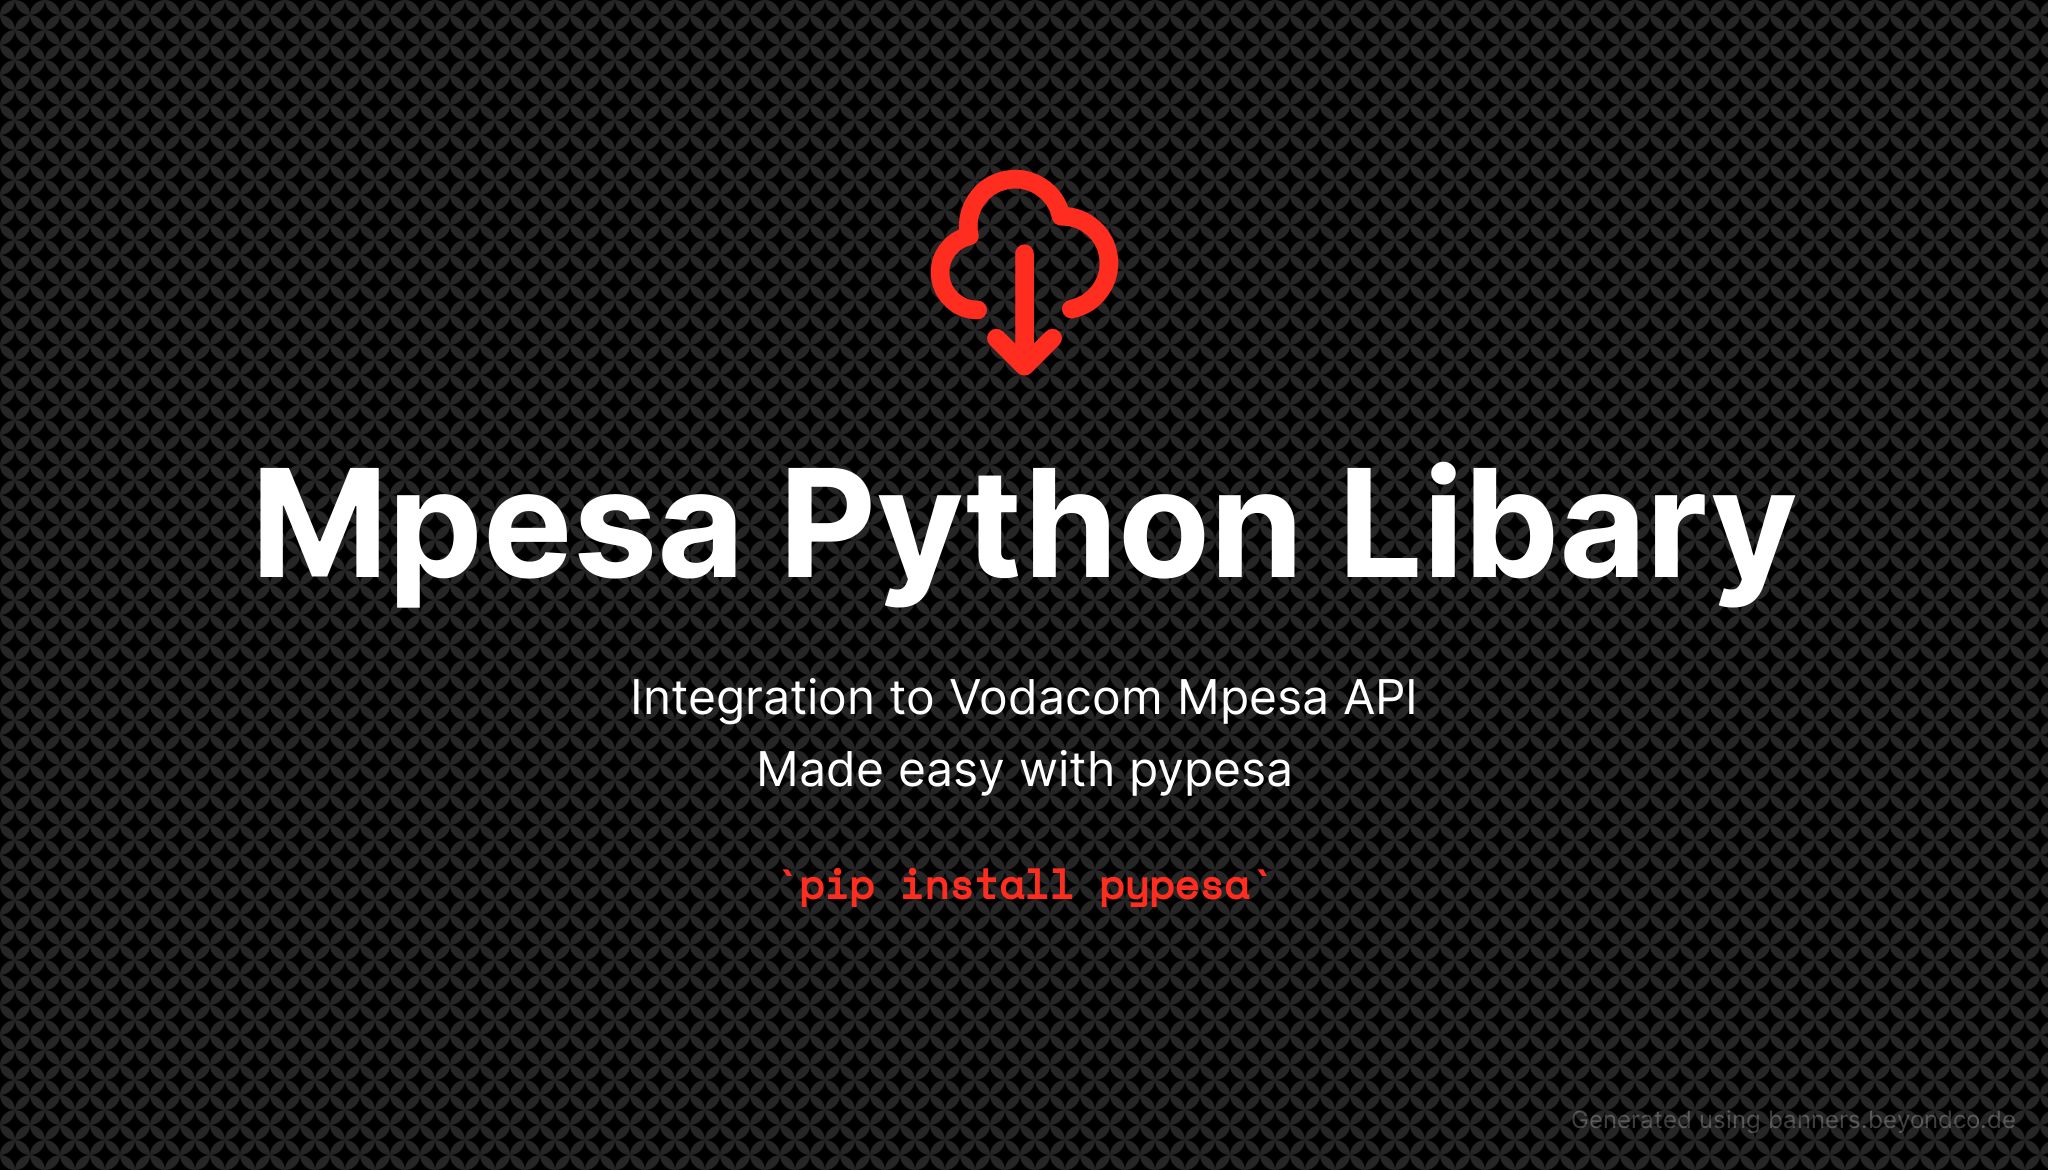 Mpesa Python Libary
Integration to Vodacom Mpesa API
Made easy with pypesa
`pip install pypesa`
Generated using banners.beyondco.de